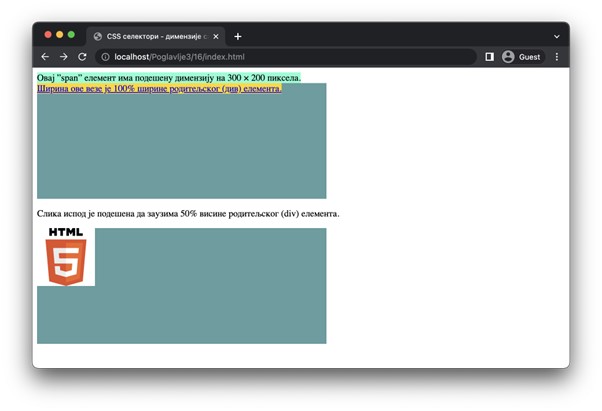 CSS селектори - димензије с
Guest
localhost/Poglavlje3/16/index.html
Овај "span" елемент има подешену димензију на 300 × 200 пиксела.
Ширина ове везе је 100% ширине родитељског (див) елемента.
Слика испод је подешена да заузима 50% висине родитељског (div) елемента.
HTML
5